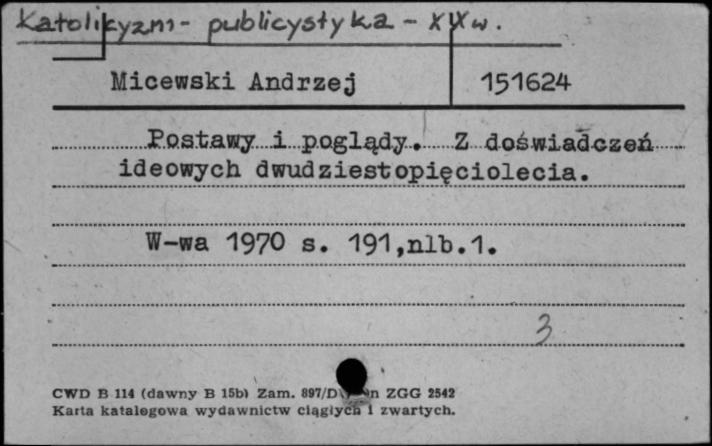 Katolicyzm - publicystyka - XX w.
Micewski Andrzej 151624
Postawy i poglądy. Z doświadczeń
ideowych dwudziestopięciolecia.
W-wa 1970 s. 191,nlb.1.
3
CWD B 114 (dawny B 15b) Zam. 897/D ZGG 2542
Karta katalogowa wydawnictw ciągłych i zwartych.